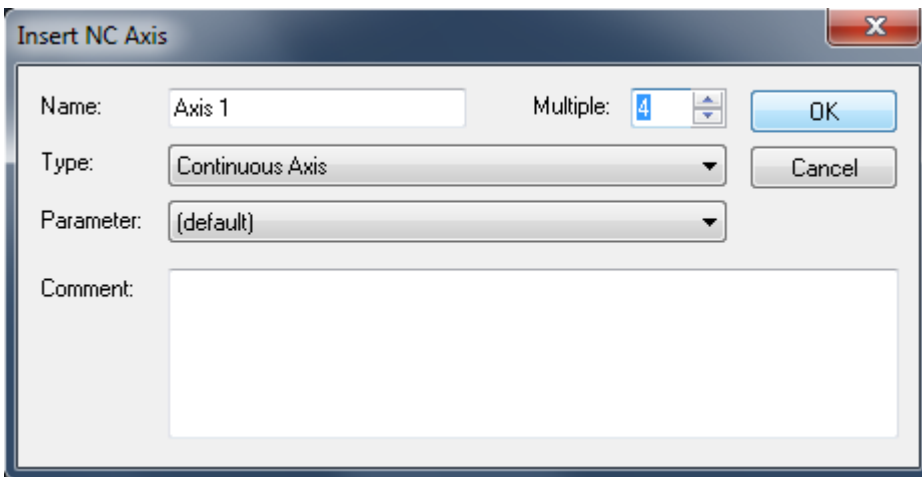 Insert NC Axis
Name: Axis 1 Multiple: 4 OK
Type: Continuous Axis Cancel
Parameter: (default)
Comment: